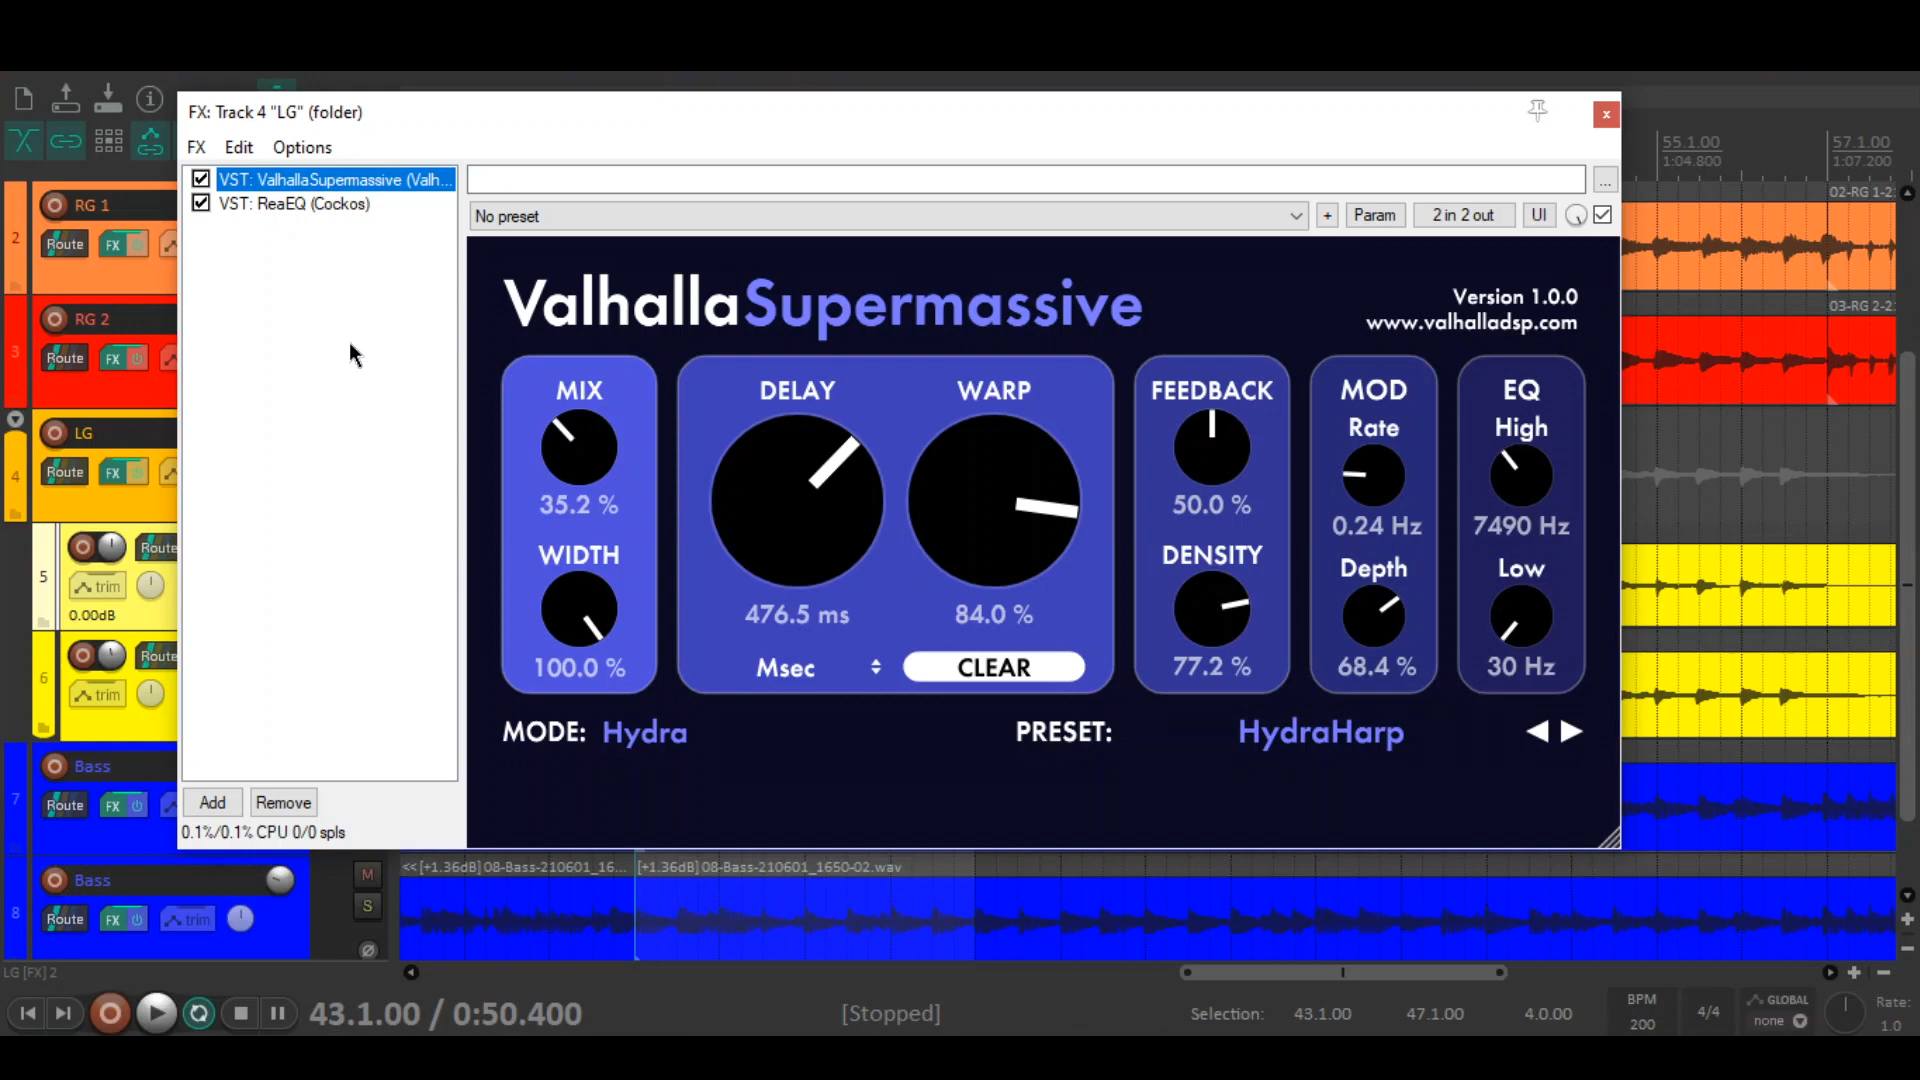 FX: Track 4 "LG" (folder)
x
FX Edit Options
VST: ValhallaSupermassive (Valh...
VST: ReaEQ (Cockos)
...
No preset
+
Param
2 in 2 out
UI
ValhallaSupermassive
Version 1.0.0
www.valhalladsp.com
MIX
35.2 %
WIDTH
100.0 %
DELAY
476.5 ms
Msec
WARP
84.0 %
CLEAR
FEEDBACK
50.0 %
DENSITY
77.2 %
MOD
Rate
0.24 Hz
Depth
68.4 %
EQ
High
7490 Hz
Low
30 Hz
MODE: Hydra
PRESET: HydraHarp
Add
Remove
0.1%/0.1% CPU 0/0 spls
55.1.00
1:04.800
57.1.00
1:07.200
02-RG 1-2
03-RG 2-2
2
RG 1
Route
FX
3
RG 2
Route
FX
4
LG
Route
FX
5
Route
trim
0.00dB
6
Route
trim
7
Bass
Route
FX
8
Bass
Route
FX
trim
M
S
<<[+1.36dB] 08-Bass-210601_16...
[+1.36dB] 08-Bass-210601_1650-02.wav
LG [FX] 2
43.1.00 / 0:50.400
[Stopped]
Selection: 43.1.00 47.1.00 4.0.00
BPM
200
4/4
GLOBAL
none
Rate:
1.0